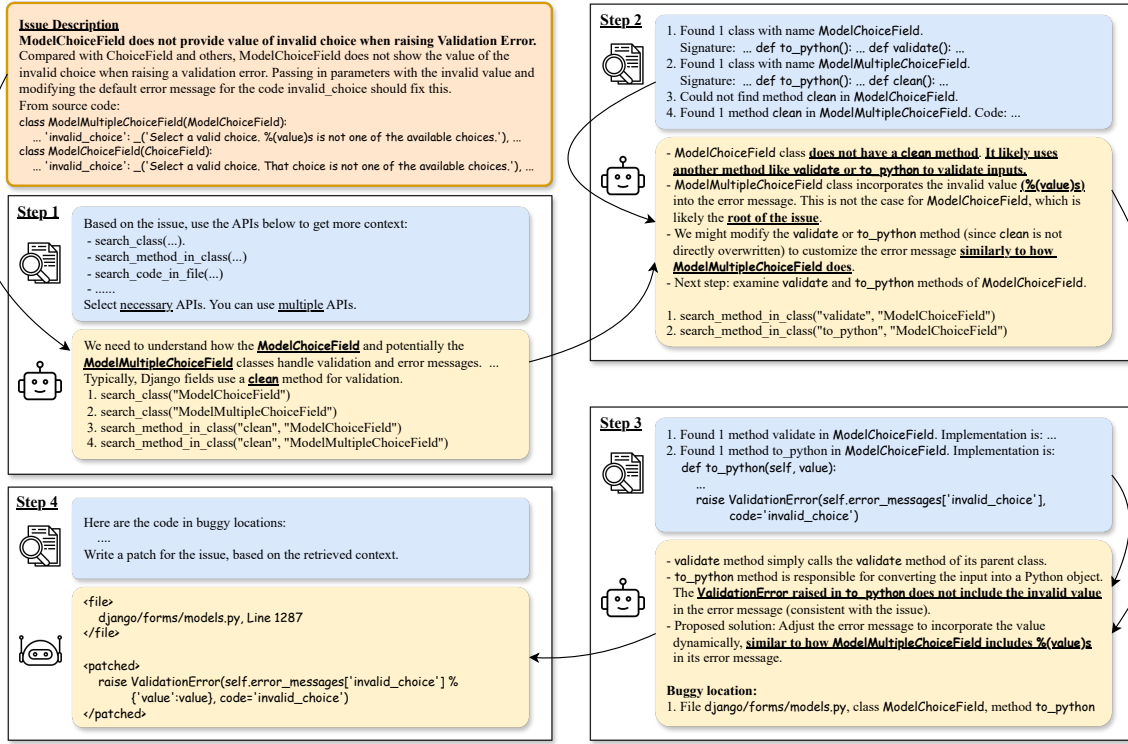 Issue Description
ModelChoiceField does not provide value of invalid choice when raising Validation Error.
Compared with ChoiceField and others, ModelChoiceField does not show the value of the
invalid choice when raising a validation error. Passing in parameters with the invalid value and
modifying the default error message for the code invalid_choice should fix this.
From source code:
class ModelMultipleChoiceField(ModelChoiceField):
... 'invalid_choice': _('Select a valid choice. %(value)s is not one of the available choices.'), ...
class ModelChoiceField(ChoiceField):
... 'invalid_choice': _('Select a valid choice. That choice is not one of the available choices.'), ...
Step 1
Based on the issue, use the APIs below to get more context:
- search_class(...).
- search_method_in_class(...)
- search_code_in_file(...)
- ......
Select necessary APIs. You can use multiple APIs.
We need to understand how the ModelChoiceField and potentially the
ModelMultipleChoiceField classes handle validation and error messages. ...
Typically, Django fields use a clean method for validation.
1. search_class("ModelChoiceField")
2. search_class("ModelMultipleChoiceField")
3. search_method_in_class("clean", "ModelChoiceField")
4. search_method_in_class("clean", "ModelMultipleChoiceField")
Step 2
1. Found 1 class with name ModelChoiceField.
Signature: ... def to_python(): ... def validate(): ...
2. Found 1 class with name ModelMultipleChoiceField.
Signature: ... def to_python(): ... def clean(): ...
3. Could not find method clean in ModelChoiceField.
4. Found 1 method clean in ModelMultipleChoiceField. Code: ...
- ModelChoiceField class does not have a clean method. It likely uses
another method like validate or to_python to validate inputs.
- ModelMultipleChoiceField class incorporates the invalid value (%(value)s)
into the error message. This is not the case for ModelChoiceField, which is
likely the root of the issue.
- We might modify the validate or to_python method (since clean is not
directly overwritten) to customize the error message similarly to how
ModelMultipleChoiceField does.
- Next step: examine validate and to_python methods of ModelChoiceField.
1. search_method_in_class("validate", "ModelChoiceField")
2. search_method_in_class("to_python", "ModelChoiceField")
Step 3
1. Found 1 method validate in ModelChoiceField. Implementation is: ...
2. Found 1 method to_python in ModelChoiceField. Implementation is:
def to_python(self, value):
...
raise ValidationError(self.error_messages['invalid_choice'],
code='invalid_choice')
- validate method simply calls the validate method of its parent class.
- to_python method is responsible for converting the input into a Python object.
The ValidationError raised in to_python does not include the invalid value
in the error message (consistent with the issue).
- Proposed solution: Adjust the error message to incorporate the value
dynamically, similar to how ModelMultipleChoiceField includes %(value)s
in its error message.
Buggy location:
1. File django/forms/models.py, class ModelChoiceField, method to_python
Step 4
Here are the code in buggy locations:
....
Write a patch for the issue, based on the retrieved context.
<file>
django/forms/models.py, Line 1287
</file>
<patched>
raise ValidationError(self.error_messages['invalid_choice'] %
{'value':value}, code='invalid_choice')
</patched>